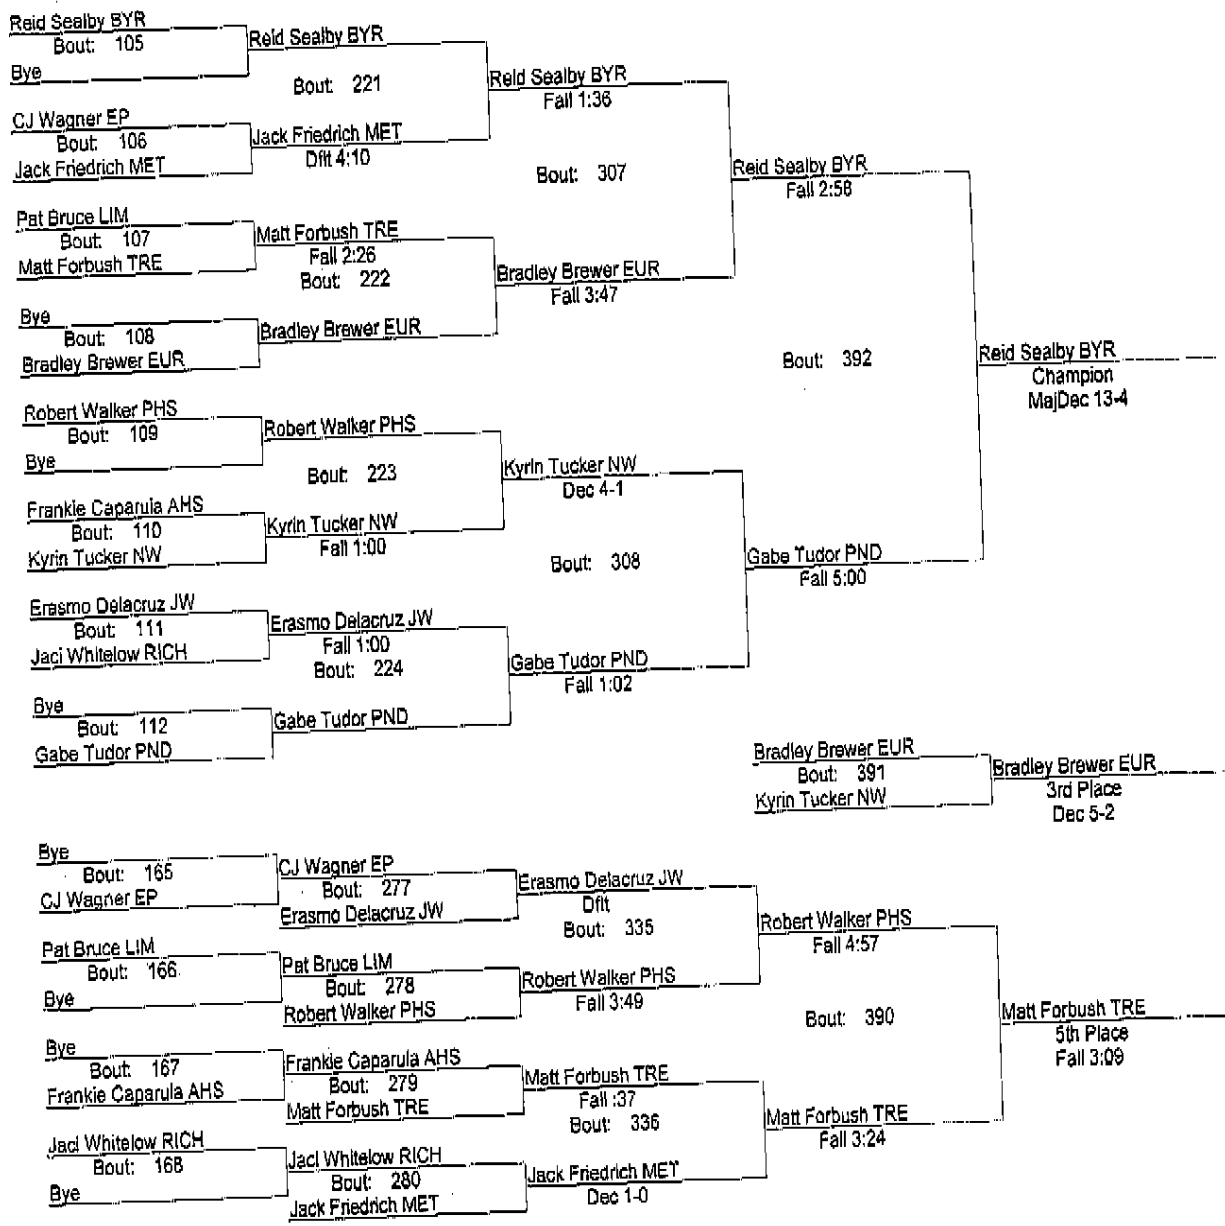 Reid Sealby BYR
Bout: 105
Bye
Reid Sealby BYR
Bout: 221
CJ Wagner EP
Bout: 106
Jack Friedrich MET
Jack Friedrich MET
Dflt 4:10
Reid Sealby BYR
Fall 1:36
Bout: 307
Pat Bruce LIM
Bout: 107
Matt Forbush TRE
Matt Forbush TRE
Fall 2:26
Bout: 222
Bye
Bout: 108
Bradley Brewer EUR
Bradley Brewer EUR
Bradley Brewer EUR
Fall 3:47
Reid Sealby BYR
Fall 2:58
Bout: 392
Reid Sealby BYR
Champion
MajDec 13-4
Robert Walker PHS
Bout: 109
Bye
Robert Walker PHS
Bout: 223
Frankie Caparula AHS
Bout: 110
Kyrin Tucker NW
Kyrin Tucker NW
Fall 1:00
Kyrin Tucker NW
Dec 4-1
Bout: 308
Erasmo Delacruz JW
Bout: 111
Jaci Whitelow RICH
Erasmo Delacruz JW
Fall 1:00
Bout: 224
Bye
Bout: 112
Gabe Tudor PND
Gabe Tudor PND
Gabe Tudor PND
Fall 1:02
Gabe Tudor PND
Fall 5:00
Bradley Brewer EUR
Bout: 391
Kyrin Tucker NW
Bradley Brewer EUR
3rd Place
Dec 5-2
Bye
Bout: 165
CJ Wagner EP
CJ Wagner EP
Bout: 277
Erasmo Delacruz JW
Erasmo Delacruz JW
Dflt
Bout: 335
Pat Bruce LIM
Bout: 166
Bye
Pat Bruce LIM
Bout: 278
Robert Walker PHS
Robert Walker PHS
Fall 3:49
Robert Walker PHS
Fall 4:57
Bout: 390
Bye
Bout: 167
Frankie Caparula AHS
Frankie Caparula AHS
Bout: 279
Matt Forbush TRE
Matt Forbush TRE
Fall :37
Bout: 336
Jaci Whitelow RICH
Bout: 168
Bye
Jaci Whitelow RICH
Bout: 280
Jack Friedrich MET
Jack Friedrich MET
Dec 1-0
Matt Forbush TRE
Fall 3:24
Matt Forbush TRE
5th Place
Fall 3:09